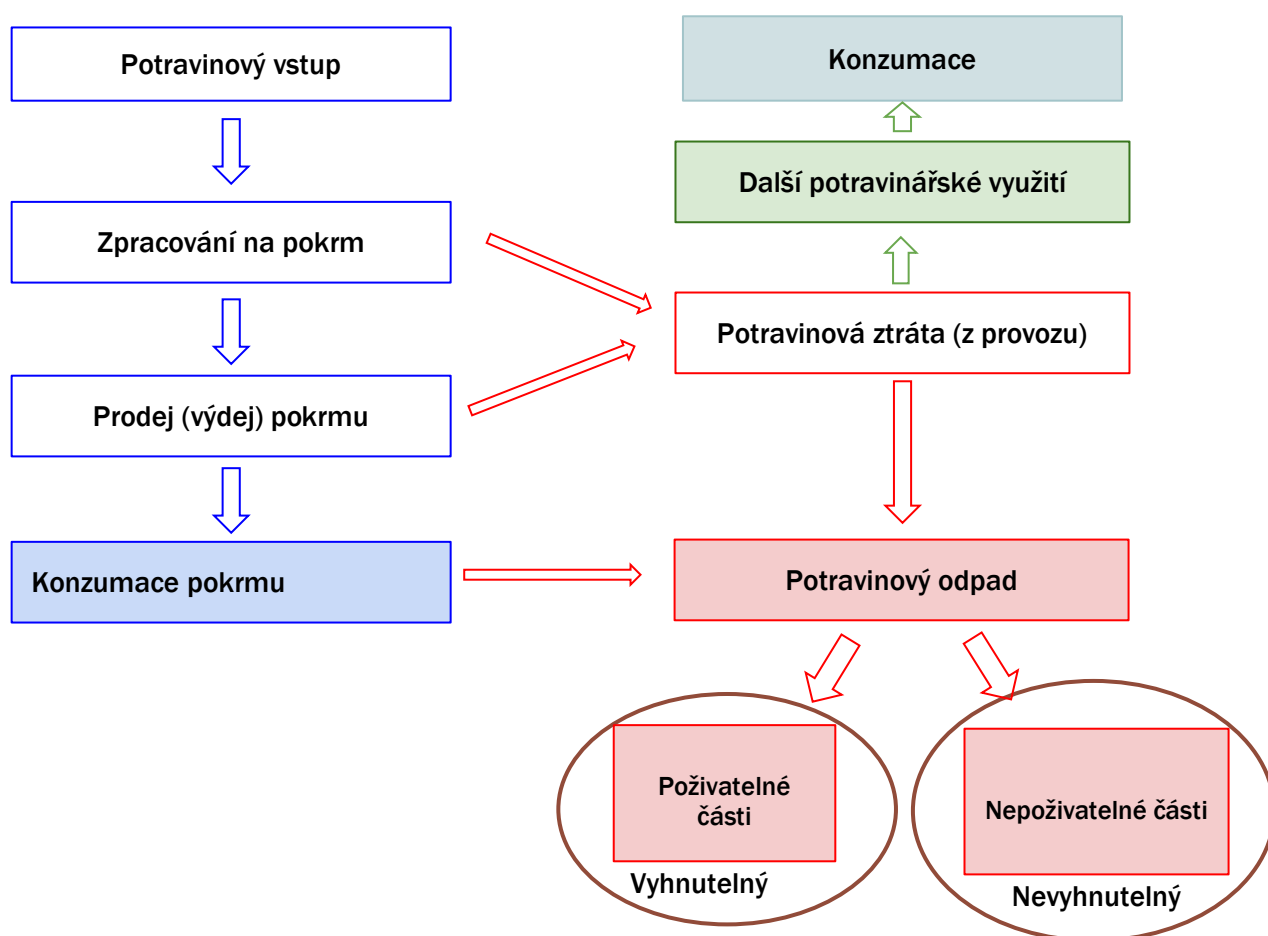 Potravinový vstup
Konzumace
Další potravinářské využití
Zpracování na pokrm
Potravinová ztráta (z provozu)
Prodej (výdej) pokrmu
Konzumace pokrmu
Potravinový odpad
Poživatelné
části
Nepoživatelné části
Vyhnutelný
Nevyhnutelný